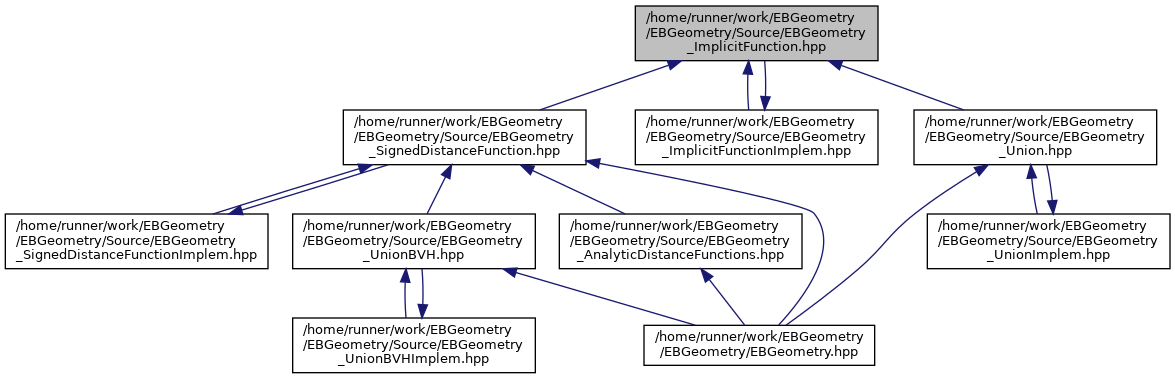 /home/runner/work/EBGeometry
/EBGeometry/Source/EBGeometry
_ImplicitFunction.hpp
/home/runner/work/EBGeometry
/EBGeometry/Source/EBGeometry
_SignedDistanceFunction.hpp
/home/runner/work/EBGeometry
/EBGeometry/Source/EBGeometry
_ImplicitFunctionImplem.hpp
/home/runner/work/EBGeometry
/EBGeometry/Source/EBGeometry
_Union.hpp
/home/runner/work/EBGeometry
/EBGeometry/Source/EBGeometry
_SignedDistanceFunctionImplem.hpp
/home/runner/work/EBGeometry
/EBGeometry/Source/EBGeometry
_UnionBVH.hpp
/home/runner/work/EBGeometry
/EBGeometry/Source/EBGeometry
_AnalyticDistanceFunctions.hpp
/home/runner/work/EBGeometry
/EBGeometry/Source/EBGeometry
_UnionImplem.hpp
/home/runner/work/EBGeometry
/EBGeometry/Source/EBGeometry
_UnionBVHImplem.hpp
/home/runner/work/EBGeometry
/EBGeometry/EBGeometry.hpp